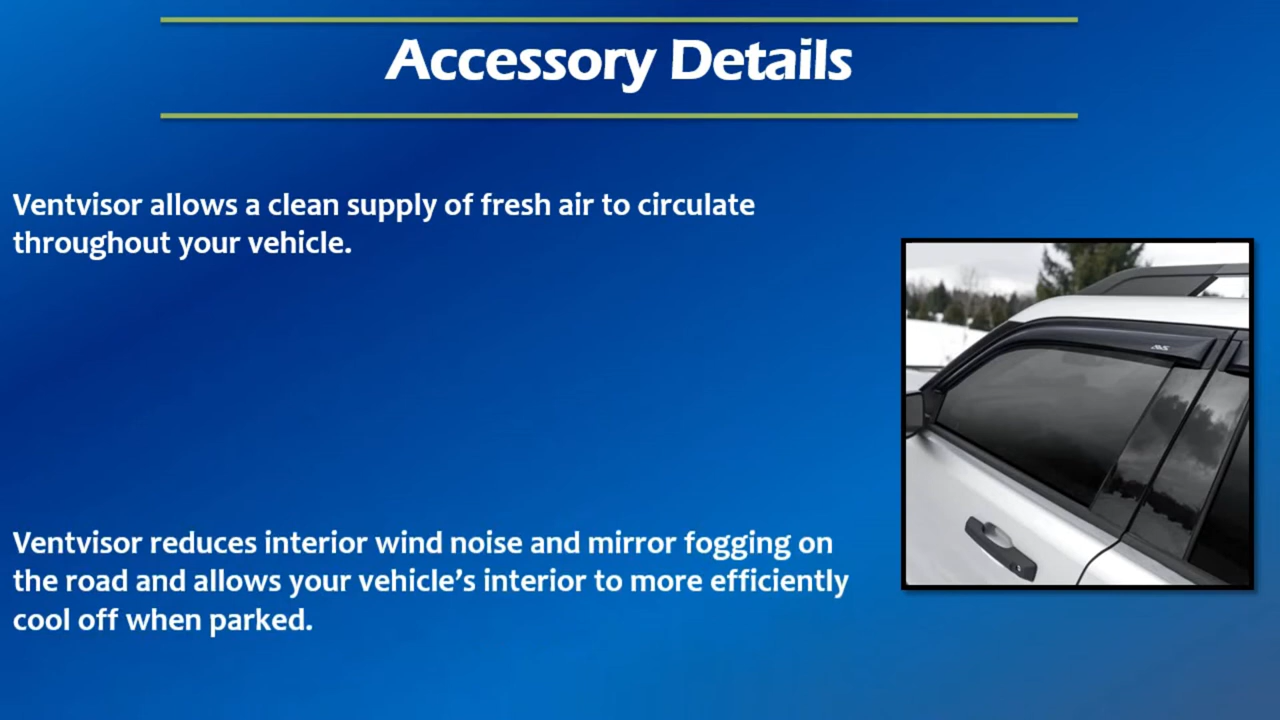 Accessory Details
Ventvisor allows a clean supply of fresh air to circulate
throughout your vehicle.
Ventvisor reduces interior wind noise and mirror fogging on
the road and allows your vehicle’s interior to more efficiently
cool off when parked.